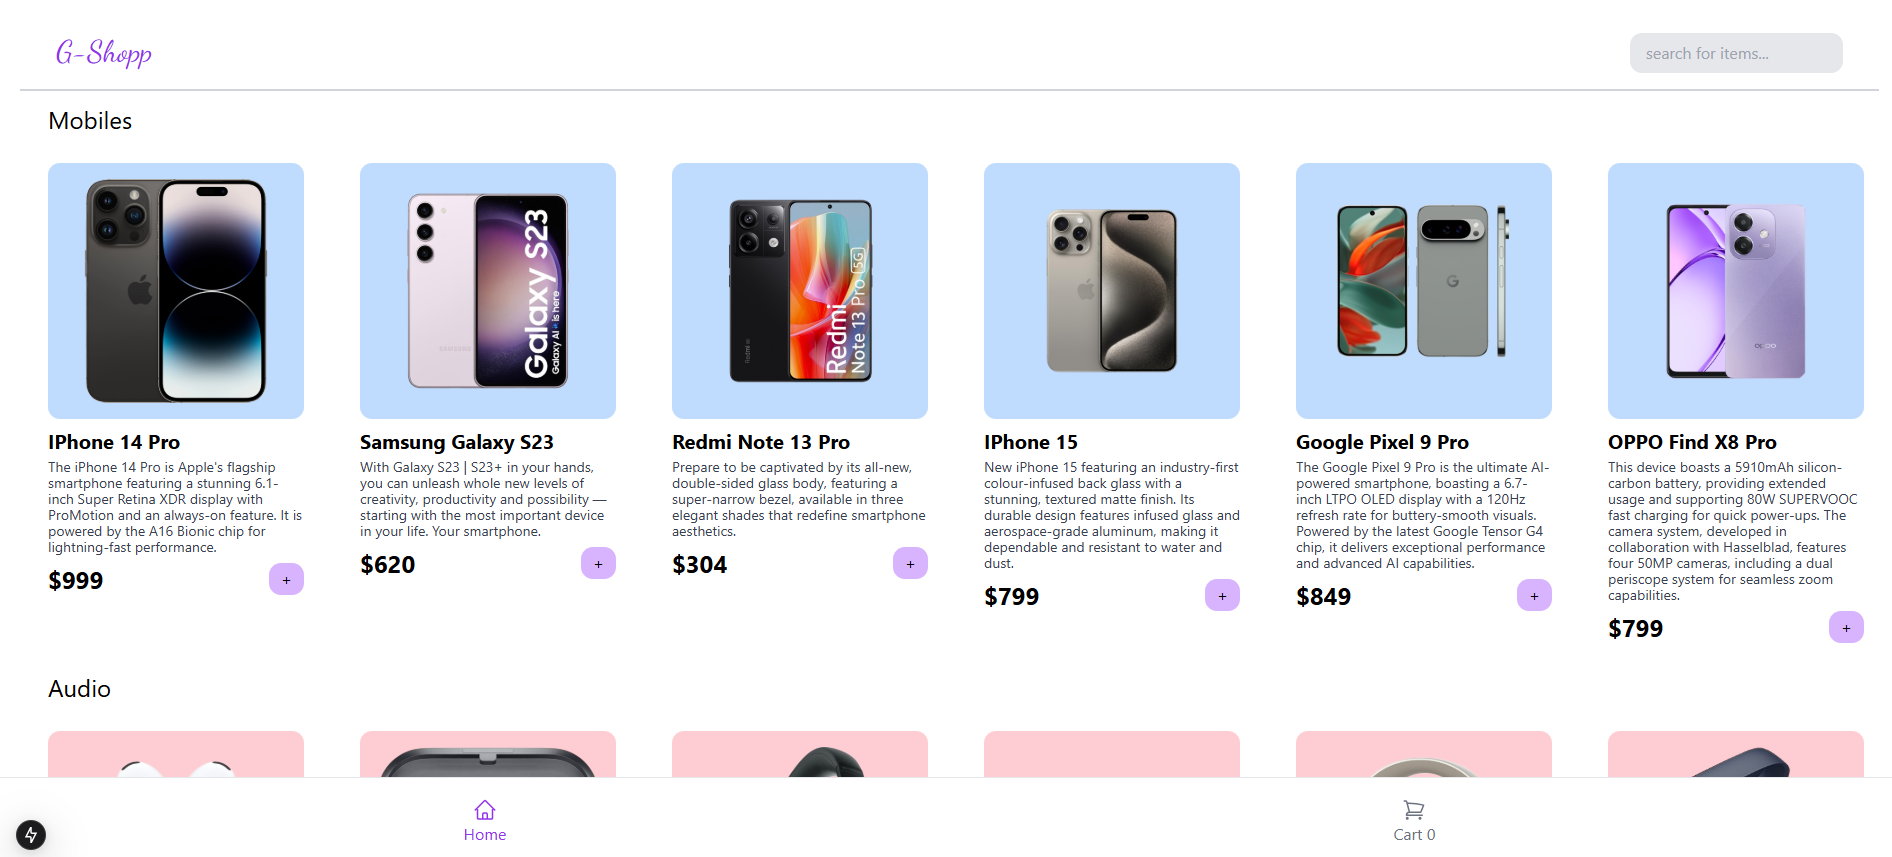 G-Shopp
search for items...
Mobiles
Galaxy S23
Galaxy AI is here
SAMSUNG
Redmi
Note 13 Pro 5G
Redmi
G
OPPO
IPhone 14 Pro
The iPhone 14 Pro is Apple's flagship
smartphone featuring a stunning 6.1-
inch Super Retina XDR display with
ProMotion and an always-on feature. It is
powered by the A16 Bionic chip for
lightning-fast performance.
$999
+
Samsung Galaxy S23
With Galaxy S23 | S23+ in your hands,
you can unleash whole new levels of
creativity, productivity and possibility —
starting with the most important device
in your life. Your smartphone.
$620
+
Redmi Note 13 Pro
Prepare to be captivated by its all-new,
double-sided glass body, featuring a
super-narrow bezel, available in three
elegant shades that redefine smartphone
aesthetics.
$304
+
IPhone 15
New iPhone 15 featuring an industry-first
colour-infused back glass with a
stunning, textured matte finish. Its
durable design features infused glass and
aerospace-grade aluminum, making it
dependable and resistant to water and
dust.
$799
+
Google Pixel 9 Pro
The Google Pixel 9 Pro is the ultimate AI-
powered smartphone, boasting a 6.7-
inch LTPO OLED display with a 120Hz
refresh rate for buttery-smooth visuals.
Powered by the latest Google Tensor G4
chip, it delivers exceptional performance
and advanced AI capabilities.
$849
+
OPPO Find X8 Pro
This device boasts a 5910mAh silicon-
carbon battery, providing extended
usage and supporting 80W SUPERVOOC
fast charging for quick power-ups. The
camera system, developed in
collaboration with Hasselblad, features
four 50MP cameras, including a dual
periscope system for seamless zoom
capabilities.
$799
+
Audio
Home
Cart 0